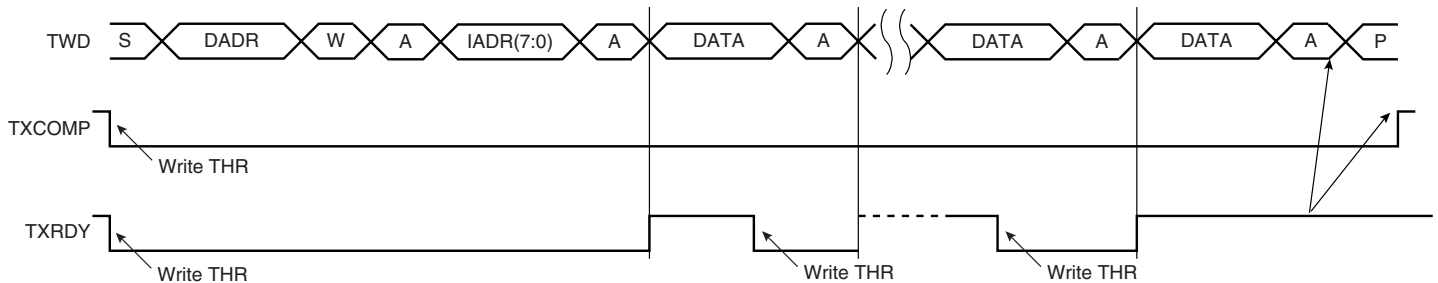 TWD S DADR W A IADR(7:0) A DATA A DATA A DATA A P
TXCOMP
Write THR
TXRDY
Write THR Write THR Write THR